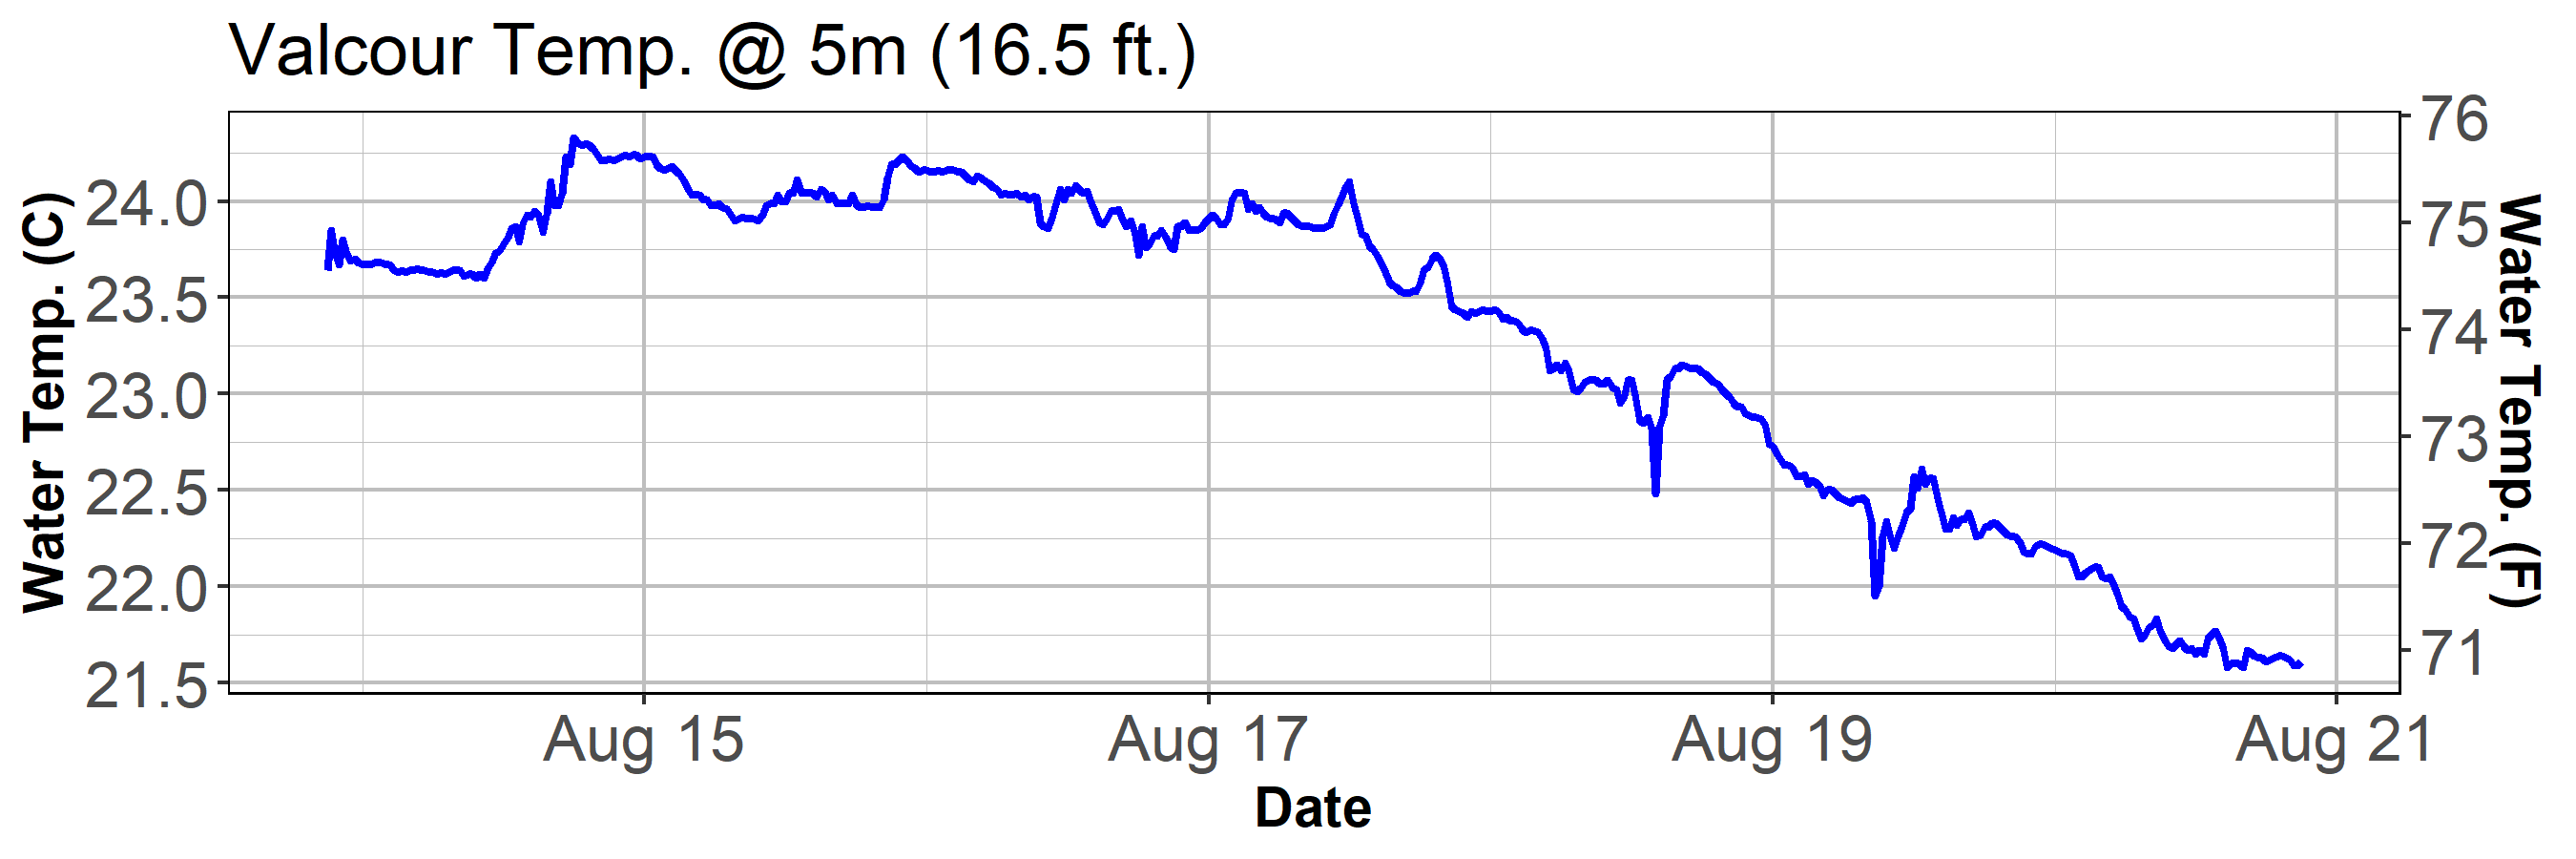 Valcour Temp. @ 5m (16.5 ft.)
Water Temp. (C)
24.0
23.5
23.0
22.5
22.0
21.5
76
75
74
73
72
71
Water Temp. (F)
Aug 15
Aug 17
Aug 19
Aug 21
Date